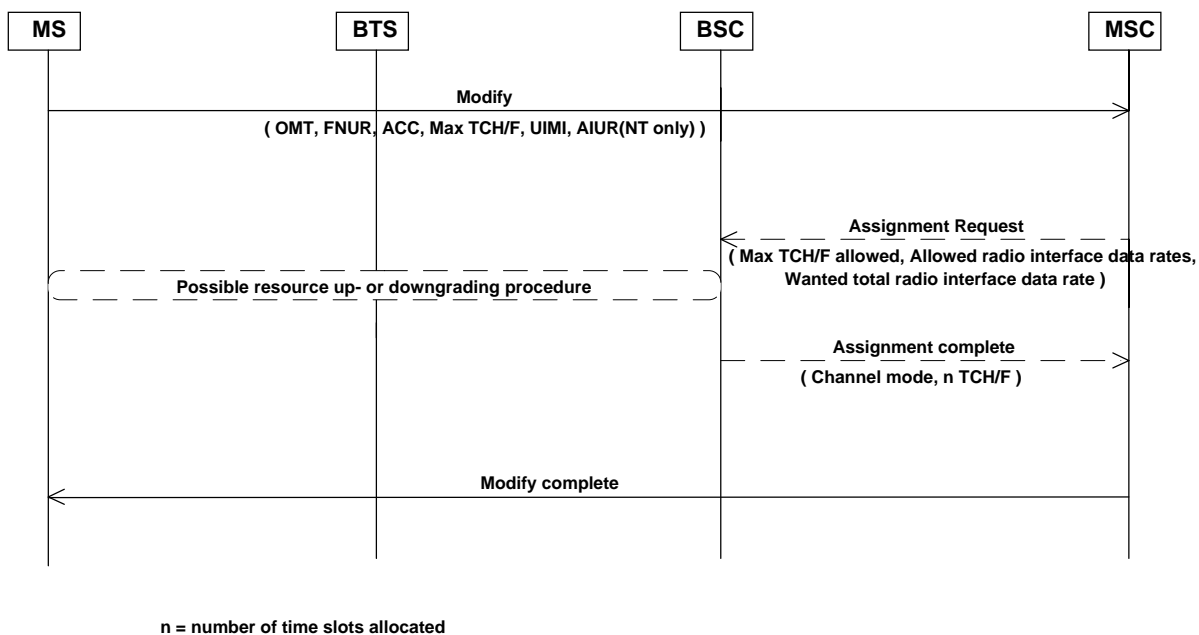 MS BTS BSC MSC
Modify
( OMT, FNUR, ACC, Max TCH/F, UIMI, AIUR(NT only) )
Assignment Request
( Max TCH/F allowed, Allowed radio interface data rates,
Wanted total radio interface data rate )
Possible resource up- or downgrading procedure
Assignment complete
( Channel mode, n TCH/F )
Modify complete
n = number of time slots allocated